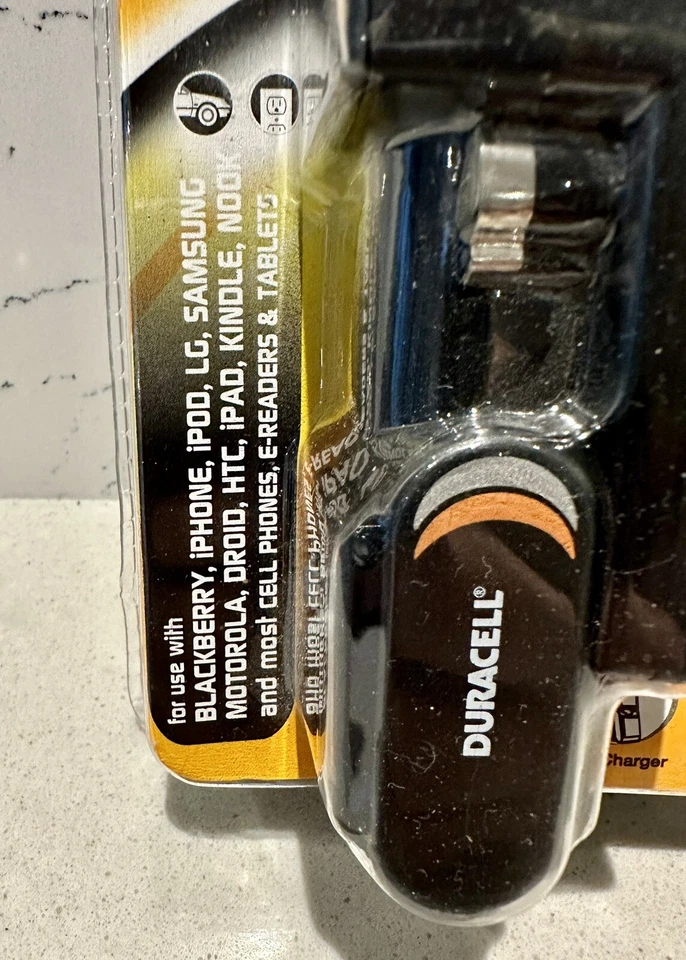 for use with
BLACKBERRY, iPHONE, iPOD, LG, SAMSUNG
MOTOROLA, DROID, HTC, iPAD, KINDLE, NOOK
and most CELL PHONES, E-READERS & TABLETS
DURACELL®
Charger